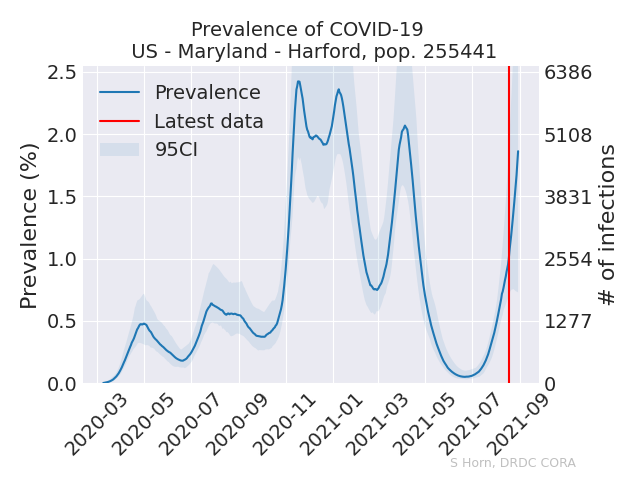 Prevalence of COVID-19
US - Maryland - Harford, pop. 255441
Prevalence (%)
2.5
2.0
1.5
1.0
0.5
0.0
Prevalence
Latest data
95CI
6386
5108
3831
2554
1277
0
# of infections
2020-03
2020-05
2020-07
2020-09
2020-11
2021-01
2021-03
2021-05
2021-07
2021-09
S Horn, DRDC CORA